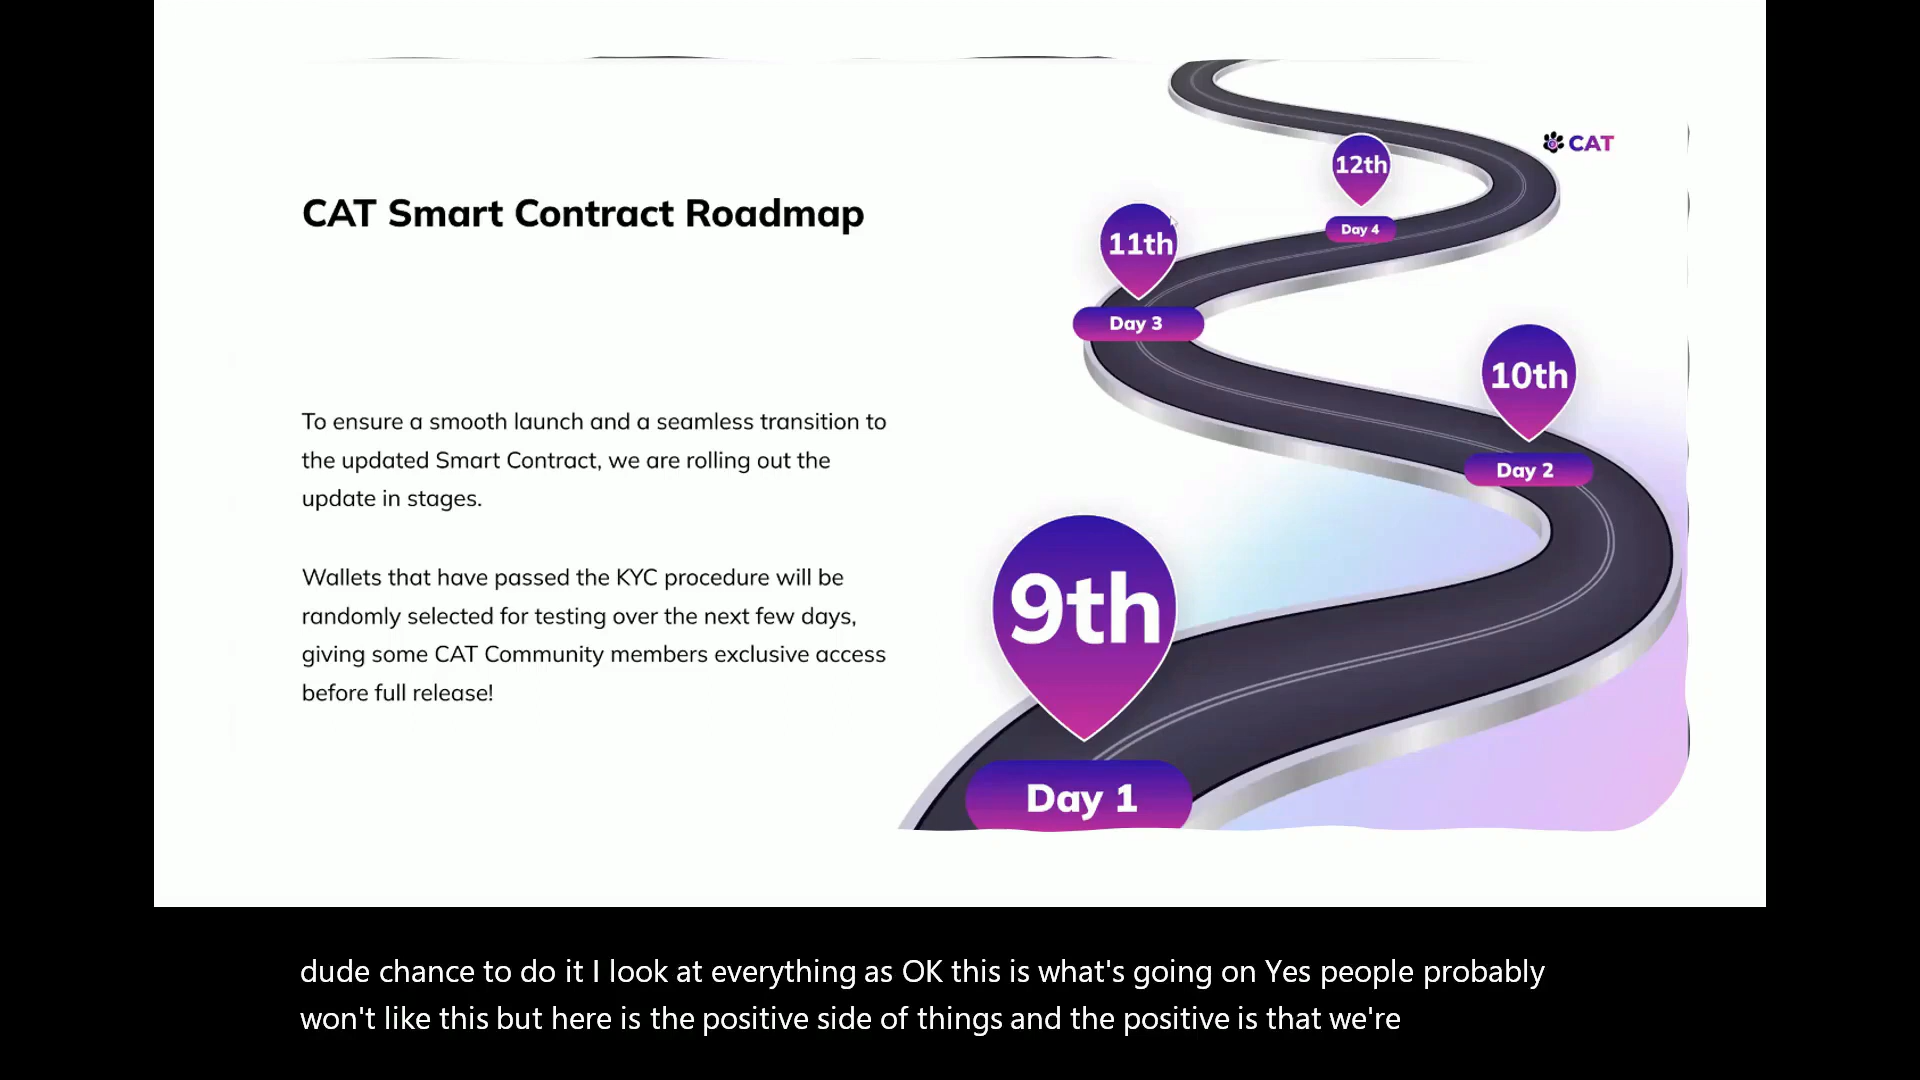 CAT Smart Contract Roadmap
To ensure a smooth launch and a seamless transition to
the updated Smart Contract, we are rolling out the
update in stages.
Wallets that have passed the KYC procedure will be
randomly selected for testing over the next few days,
giving some CAT Community members exclusive access
before full release!
CAT
12th
Day 4
11th
Day 3
10th
Day 2
9th
Day 1
dude chance to do it I look at everything as OK this is what's going on Yes people probably
won't like this but here is the positive side of things and the positive is that we're